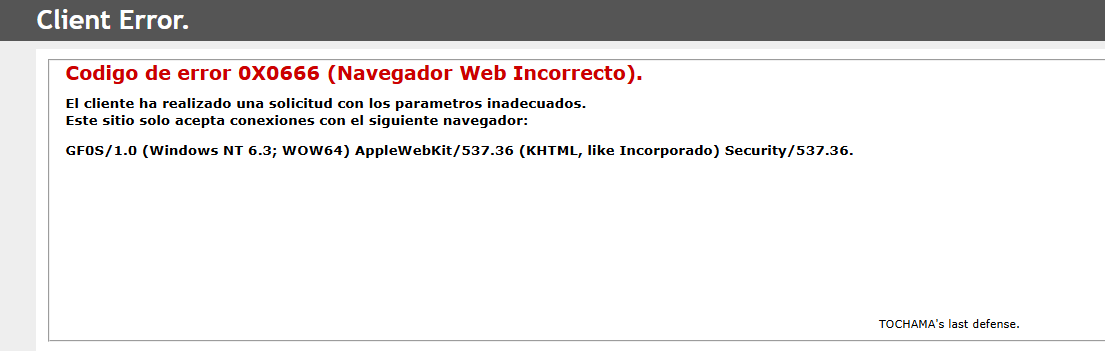 Client Error.
Codigo de error 0X0666 (Navegador Web Incorrecto).
El cliente ha realizado una solicitud con los parametros inadecuados.
Este sitio solo acepta conexiones con el siguiente navegador:
GF0S/1.0 (Windows NT 6.3; WOW64) AppleWebKit/537.36 (KHTML, like Incorporado) Security/537.36.
TOCHAMA's last defense.